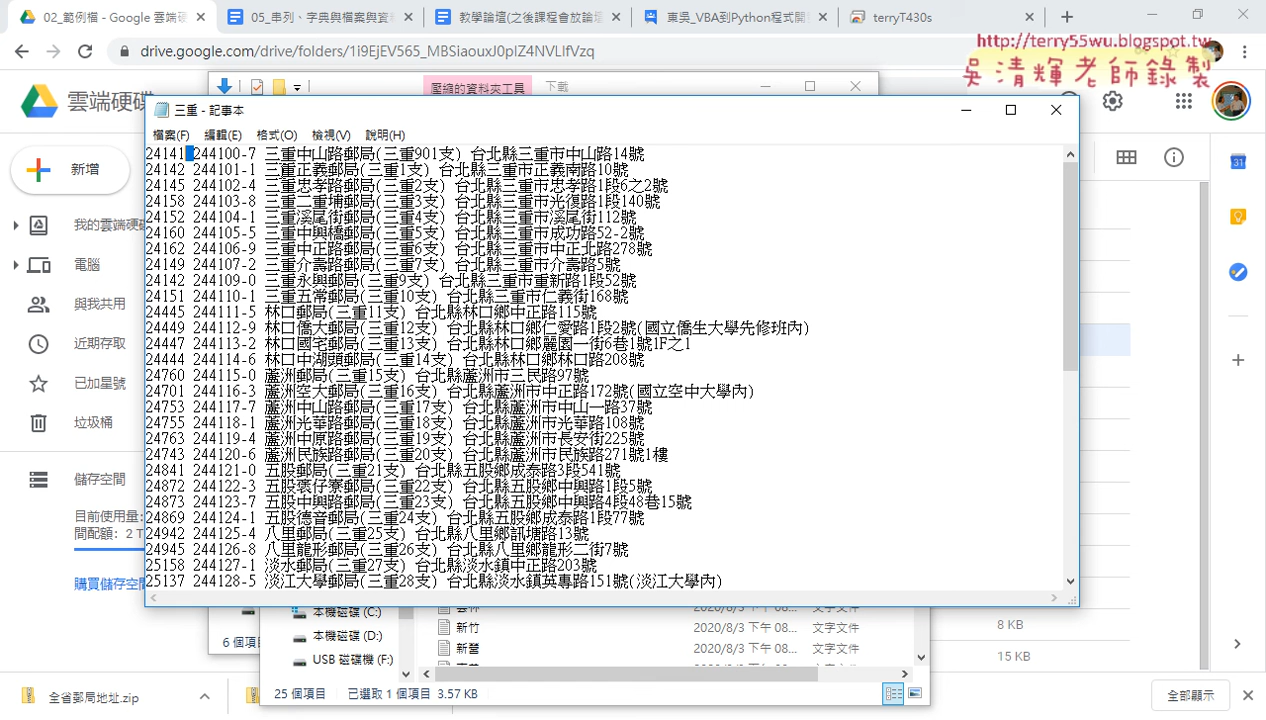 02_範例檔 - Google 雲端硬
05_串列、字典與檔案與資
教學論壇(之後課程會放論壇
東吳_VBA到Python程式開
terryT430s
drive.google.com/drive/folders/1i9EjEV565_MBSiaouxJ0pIZ4NVLIfVzq
http://terry55wu.blogspot.tw
吳清輝老師錄製
雲端硬碟
壓縮的資料夾工具
下載
三重 - 記事本
檔案(F) 編輯(E) 格式(O) 檢視(V) 說明(H)
24141 244100-7 三重中山路郵局(三重901支) 台北縣三重市中山路14號
24142 244101-1 三重正義郵局(三重1支) 台北縣三重市正義南路10號
24145 244102-4 三重忠孝路郵局(三重2支) 台北縣三重市忠孝路1段6之2號
24158 244103-8 三重二重埔郵局(三重3支) 台北縣三重市光復路1段140號
24152 244104-1 三重溪尾街郵局(三重4支) 台北縣三重市溪尾街112號
24160 244105-5 三重中興橋郵局(三重5支) 台北縣三重市成功路52-2號
24162 244106-9 三重中正路郵局(三重6支) 台北縣三重市中正北路278號
24149 244107-2 三重介壽路郵局(三重7支) 台北縣三重市介壽路5號
24142 244109-0 三重永興郵局(三重9支) 台北縣三重市重新路1段52號
24151 244110-1 三重五常郵局(三重10支) 台北縣三重市仁義街168號
24445 244111-5 林口郵局(三重11支) 台北縣林口鄉中正路115號
24449 244112-9 林口僑大郵局(三重12支) 台北縣林口鄉仁愛路1段2號(國立僑生大學先修班內)
24447 244113-2 林口國宅郵局(三重13支) 台北縣林口鄉麗園一街6巷1號1F之1
24444 244114-6 林口中湖頭郵局(三重14支) 台北縣林口鄉林口路208號
24760 244115-0 蘆洲郵局(三重15支) 台北縣蘆洲市三民路97號
24701 244116-3 蘆洲空大郵局(三重16支) 台北縣蘆洲市中正路172號(國立空中大學內)
24753 244117-7 蘆洲中山路郵局(三重17支) 台北縣蘆洲市中山一路37號
24755 244118-1 蘆洲光華路郵局(三重18支) 台北縣蘆洲市光華路108號
24763 244119-4 蘆洲中原路郵局(三重19支) 台北縣蘆洲市長安街225號
24743 244120-6 蘆洲民族路郵局(三重20支) 台北縣蘆洲市民族路271號1樓
24841 244121-0 五股郵局(三重21支) 台北縣五股鄉成泰路3段541號
24872 244122-3 五股褒仔寮郵局(三重22支) 台北縣五股鄉中興路1段5號
24873 244123-7 五股中興路郵局(三重23支) 台北縣五股鄉中興路4段48巷15號
24869 244124-1 五股德音郵局(三重24支) 台北縣五股鄉成泰路1段77號
24942 244125-4 八里郵局(三重25支) 台北縣八里鄉訊塘路13號
24945 244126-8 八里龍形郵局(三重26支) 台北縣八里鄉龍形二街7號
25158 244127-1 淡水郵局(三重27支) 台北縣淡水鎮中正路203號
25137 244128-5 淡江大學郵局(三重28支) 台北縣淡水鎮英專路151號(淡江大學內)
新增
我的雲端硬碟
電腦
與我共用
近期存取
已加星號
垃圾桶
儲存空間
目前使用量:
間配額: 2 T
購買儲存空間
31
6 個項目
本機磁碟 (C:)
本機磁碟 (D:)
USB 磁碟機 (F:)
雲林 2020/8/3 下午 08... 文字文件
新竹 2020/8/3 下午 08... 文字文件
新營 2020/8/3 下午 08... 文字文件
25 個項目 已選取 1 個項目 3.57 KB
8 KB
15 KB
全省郵局地址.zip
全部顯示